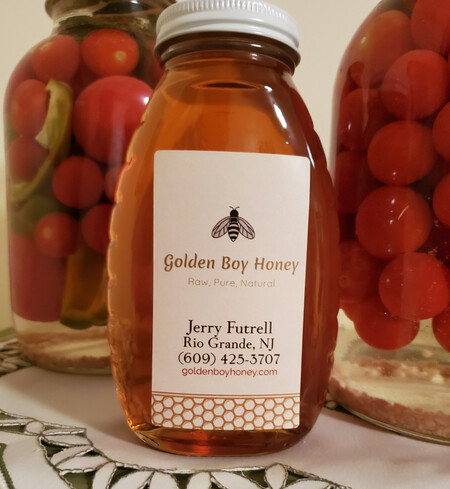 Golden Boy Honey
Raw, Pure, Natural
Jerry Futrell
Rio Grande, NJ
(609) 425-3707
goldenboyhoney.com